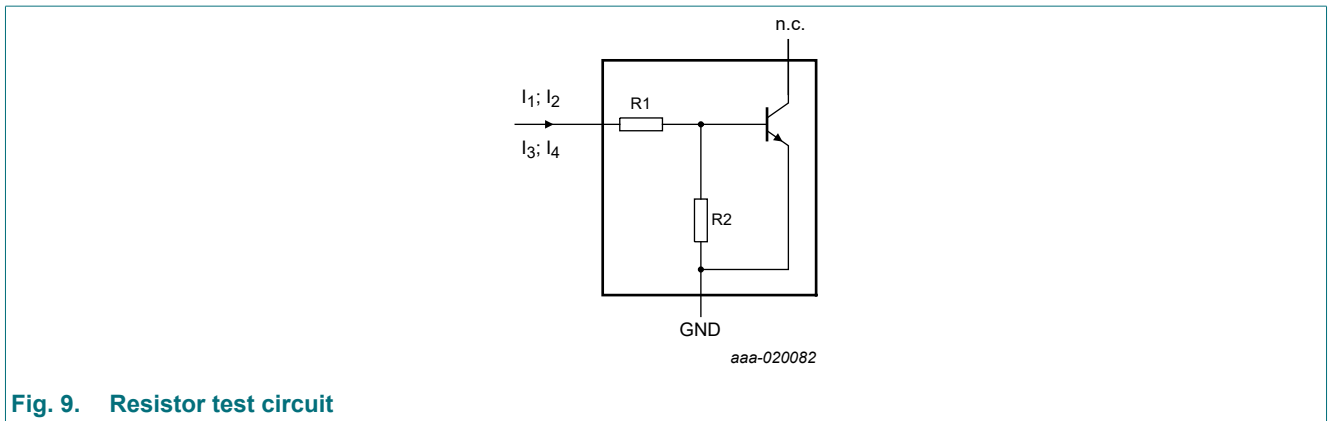 n.c.
I1; I2
R1
I3; I4
R2
GND
aaa-020082
Fig. 9. Resistor test circuit